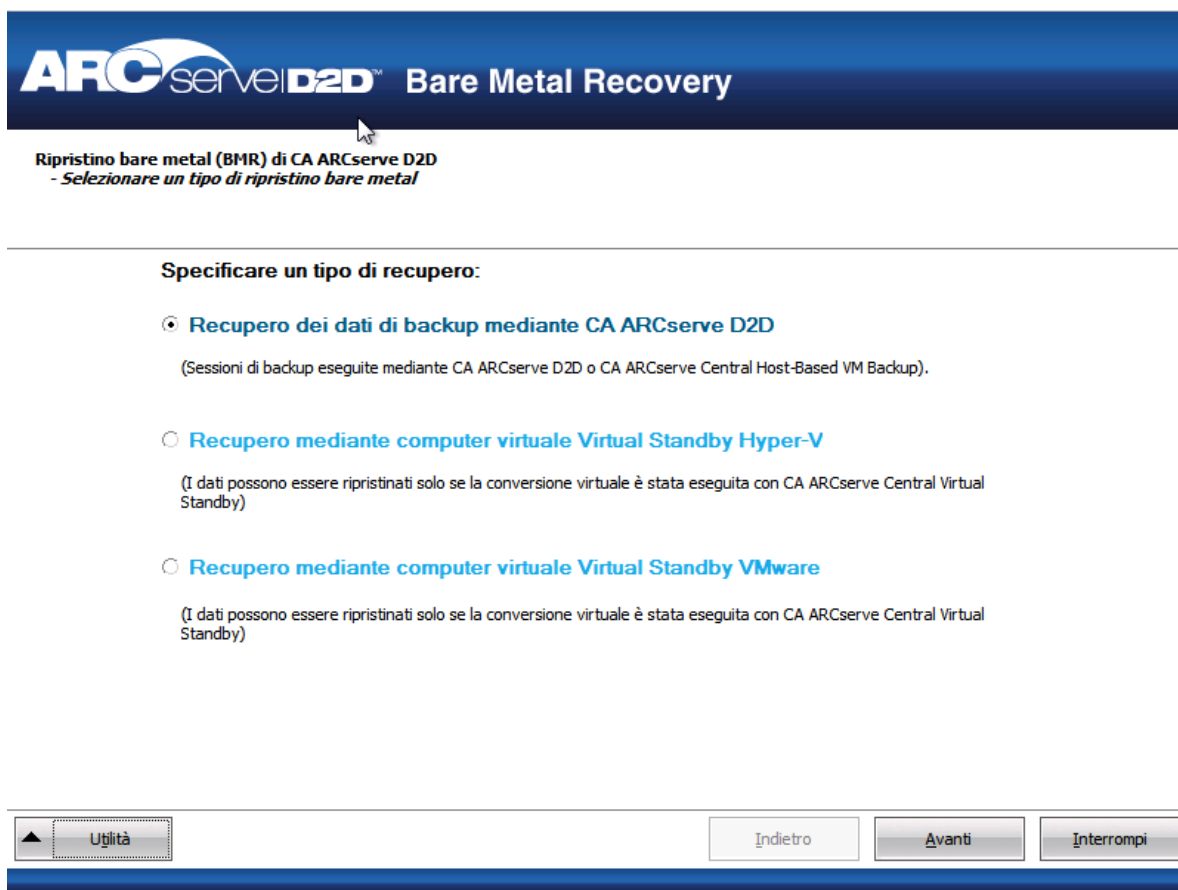 ARCserve D2D™ Bare Metal Recovery
Ripristino bare metal (BMR) di CA ARCserve D2D
- Selezionare un tipo di ripristino bare metal
Specificare un tipo di recupero:
Recupero dei dati di backup mediante CA ARCserve D2D
(Sessioni di backup eseguite mediante CA ARCserve D2D o CA ARCserve Central Host-Based VM Backup).
Recupero mediante computer virtuale Virtual Standby Hyper-V
(I dati possono essere ripristinati solo se la conversione virtuale è stata eseguita con CA ARCserve Central Virtual
Standby)
Recupero mediante computer virtuale Virtual Standby VMware
(I dati possono essere ripristinati solo se la conversione virtuale è stata eseguita con CA ARCserve Central Virtual
Standby)
Utilità Indietro Avanti Interrompi